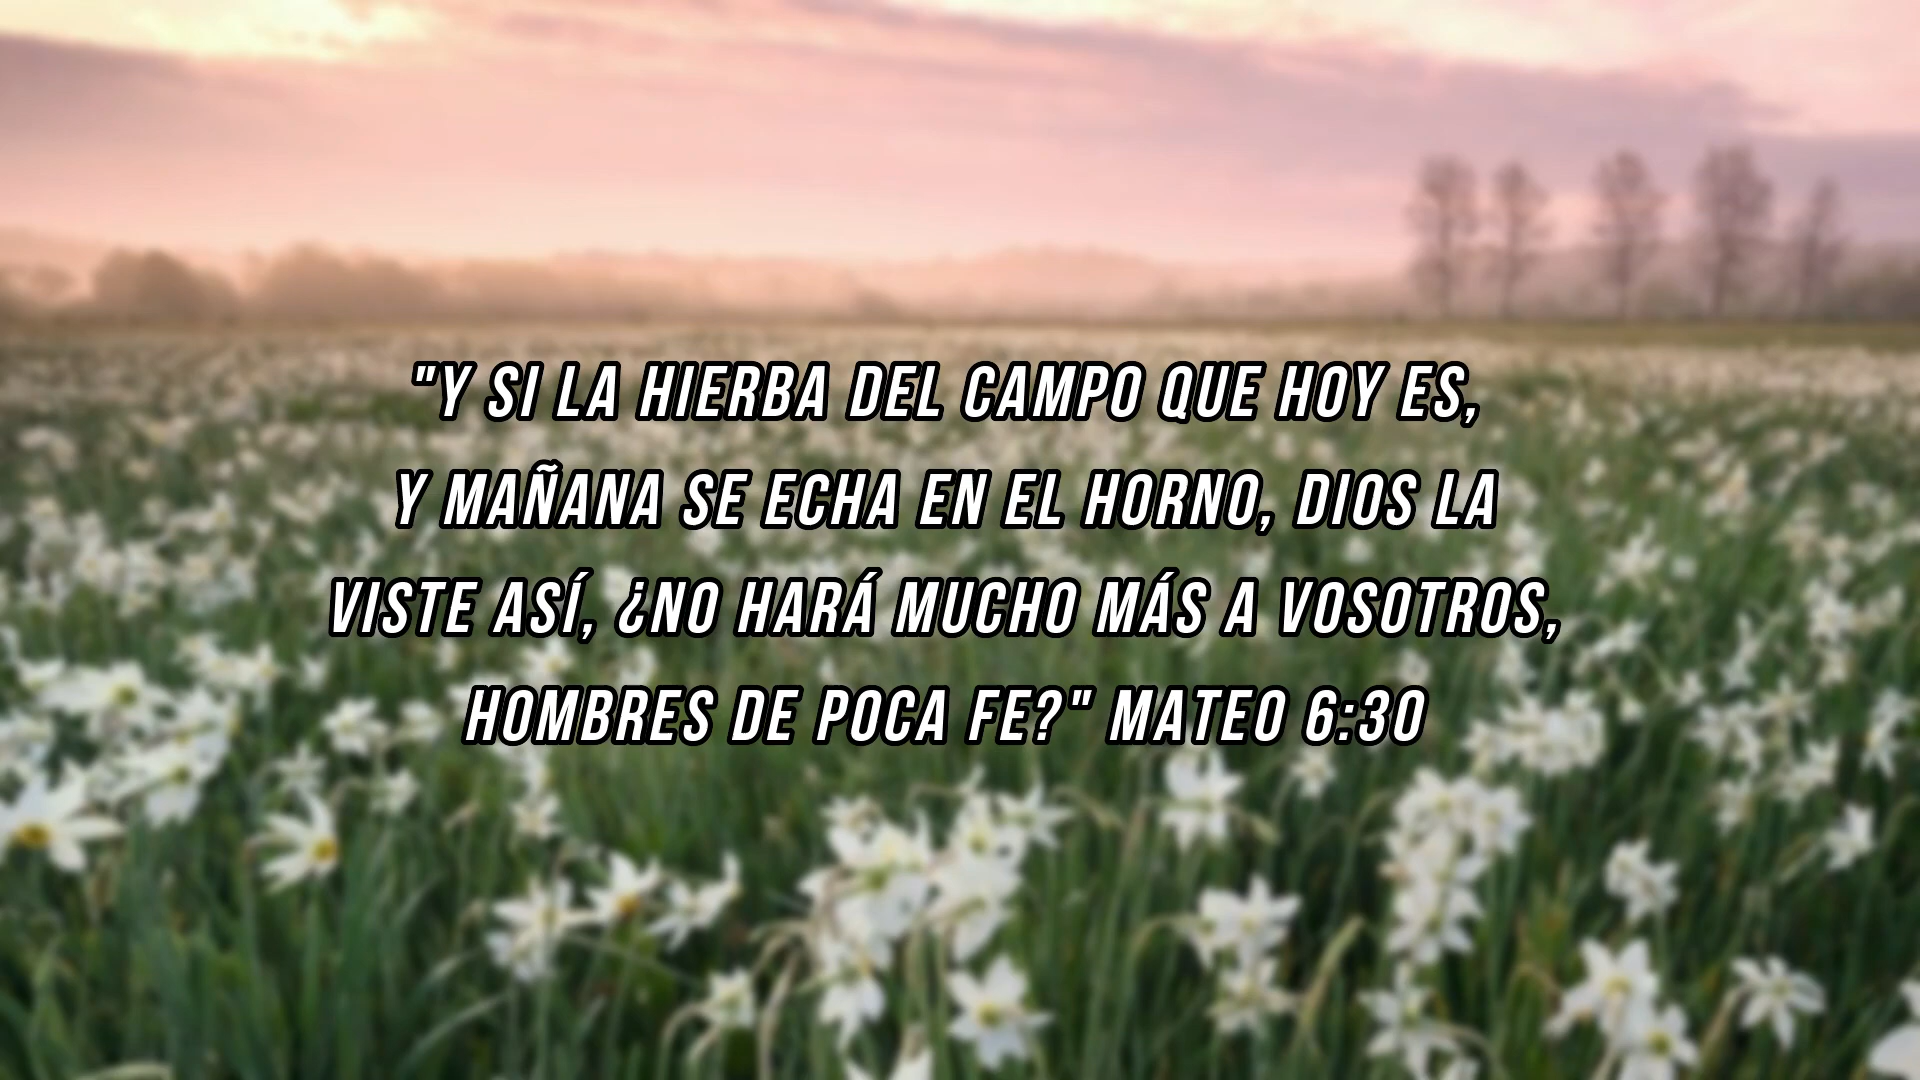 "Y SI LA HIERBA DEL CAMPO QUE HOY ES,
Y MAÑANA SE ECHA EN EL HORNO, DIOS LA
VISTE ASÍ, ¿NO HARÁ MUCHO MÁS A VOSOTROS,
HOMBRES DE POCA FE?" MATEO 6:30